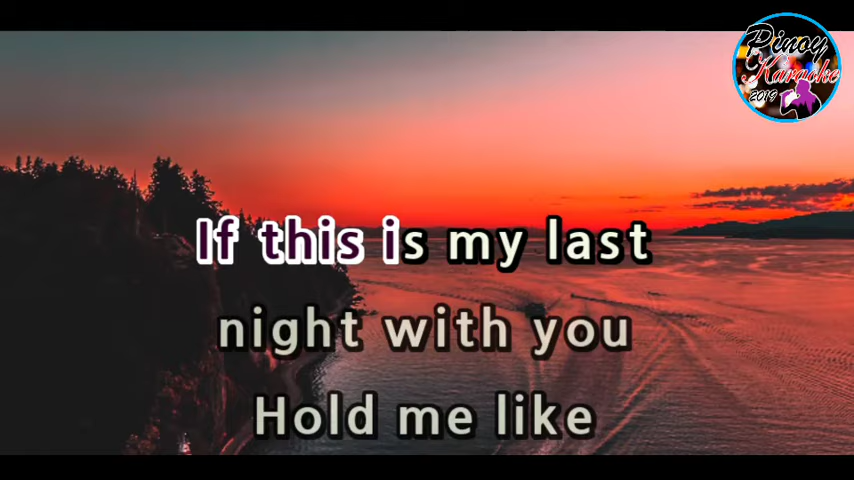 Pinoy
Karaoke
2019
If this is my last
night with you
Hold me like